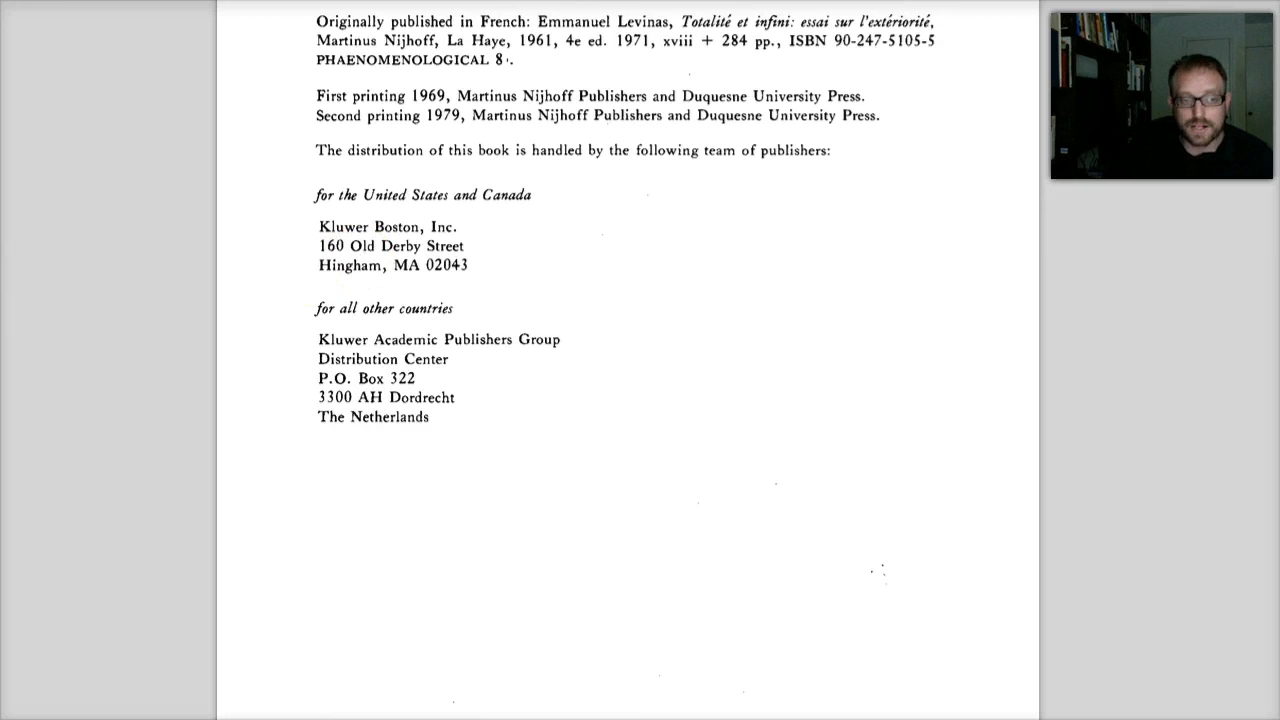 Originally published in French: Emmanuel Levinas, Totalité et infini: essai sur l'extériorité,
Martinus Nijhoff, La Haye, 1961, 4e ed. 1971, xviii + 284 pp., ISBN 90-247-5105-5
PHAENOMENOLOGICAL 8.
First printing 1969, Martinus Nijhoff Publishers and Duquesne University Press.
Second printing 1979, Martinus Nijhoff Publishers and Duquesne University Press.
The distribution of this book is handled by the following team of publishers:
for the United States and Canada
Kluwer Boston, Inc.
160 Old Derby Street
Hingham, MA 02043
for all other countries
Kluwer Academic Publishers Group
Distribution Center
P.O. Box 322
3300 AH Dordrecht
The Netherlands